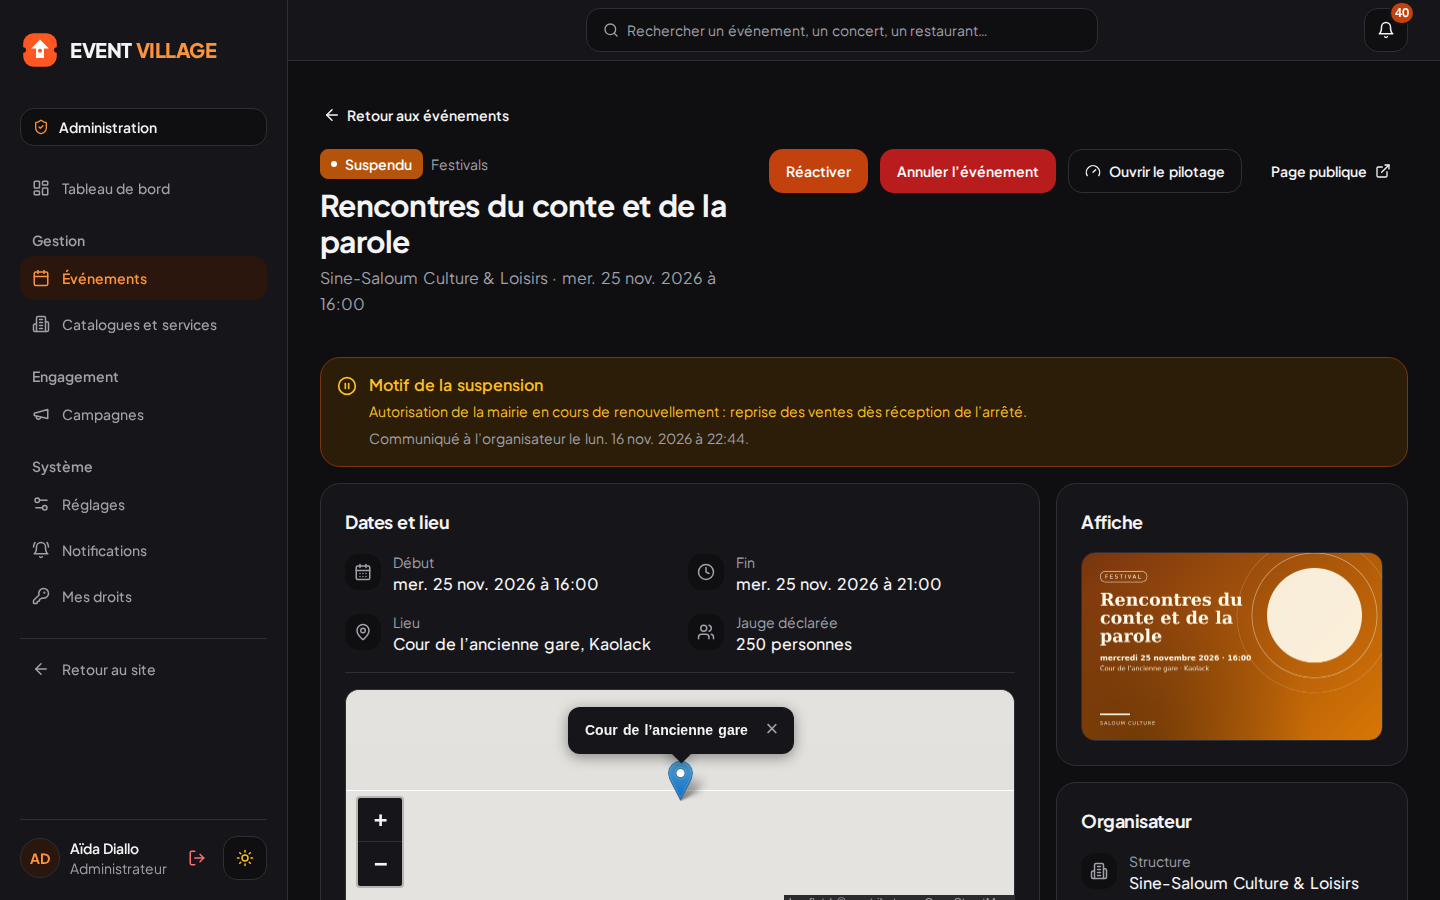 EVENT VILLAGE
Rechercher un événement, un concert, un restaurant...
40
Administration
Tableau de bord
Gestion
Événements
Catalogues et services
Engagement
Campagnes
Système
Réglages
Notifications
Mes droits
Retour au site
AD
Aïda Diallo
Administrateur
Retour aux événements
Suspendu
Festivals
Réactiver
Annuler l’événement
Ouvrir le pilotage
Page publique
Rencontres du conte et de la
parole
Sine-Saloum Culture & Loisirs · mer. 25 nov. 2026 à
16:00
Motif de la suspension
Autorisation de la mairie en cours de renouvellement : reprise des ventes dès réception de l’arrêté.
Communiqué à l’organisateur le lun. 16 nov. 2026 à 22:44.
Dates et lieu
Début
mer. 25 nov. 2026 à 16:00
Fin
mer. 25 nov. 2026 à 21:00
Lieu
Cour de l’ancienne gare, Kaolack
Jauge déclarée
250 personnes
Cour de l’ancienne gare
+
−
Affiche
FESTIVAL
Rencontres du
conte et de la
parole
mercredi 25 novembre 2026 · 16:00
Cour de l’ancienne gare · Kaolack
SALOUM CULTURE
Organisateur
Structure
Sine-Saloum Culture & Loisirs